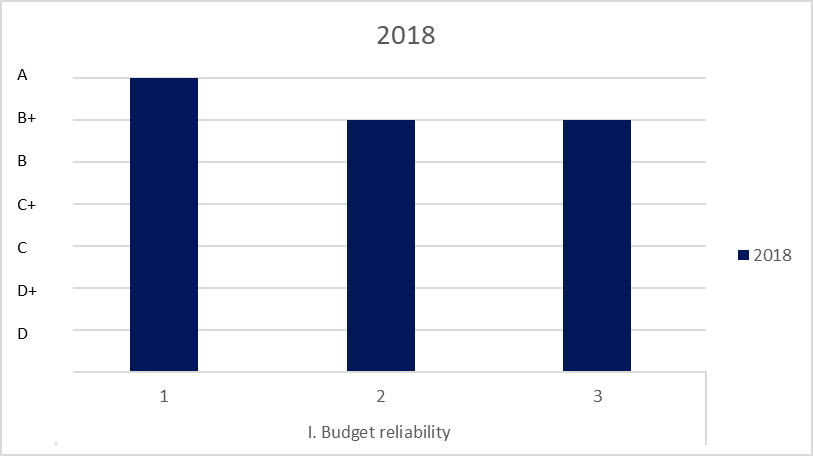 2018
A
B+
B
C+
C
D+
D
2018
1 2 3
I. Budget reliability